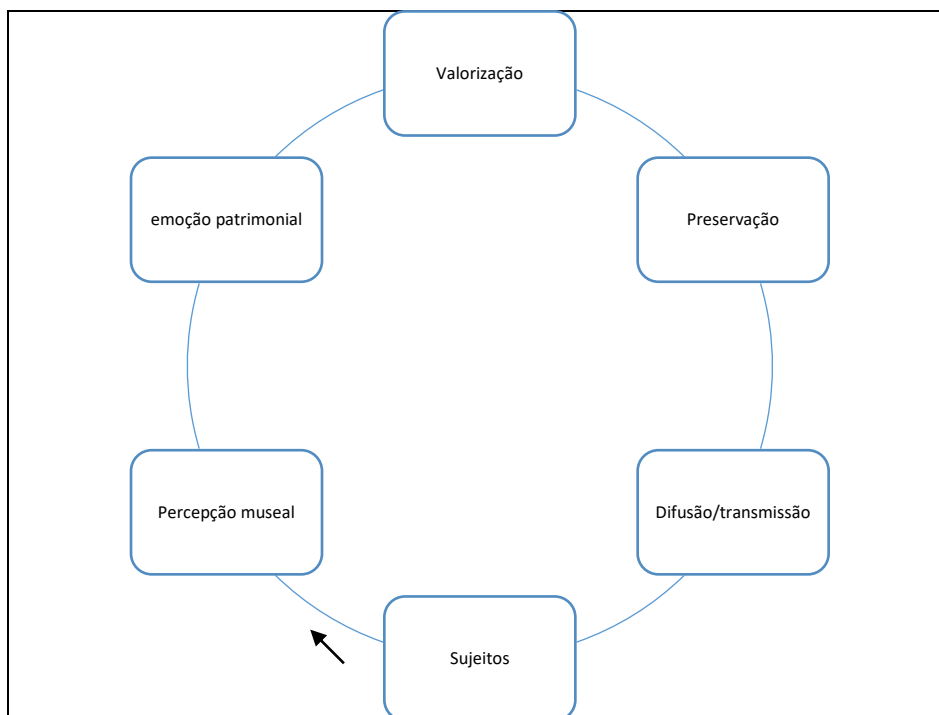 Valorização
emoção patrimonial
Preservação
Percepção museal
Difusão/transmissão
Sujeitos